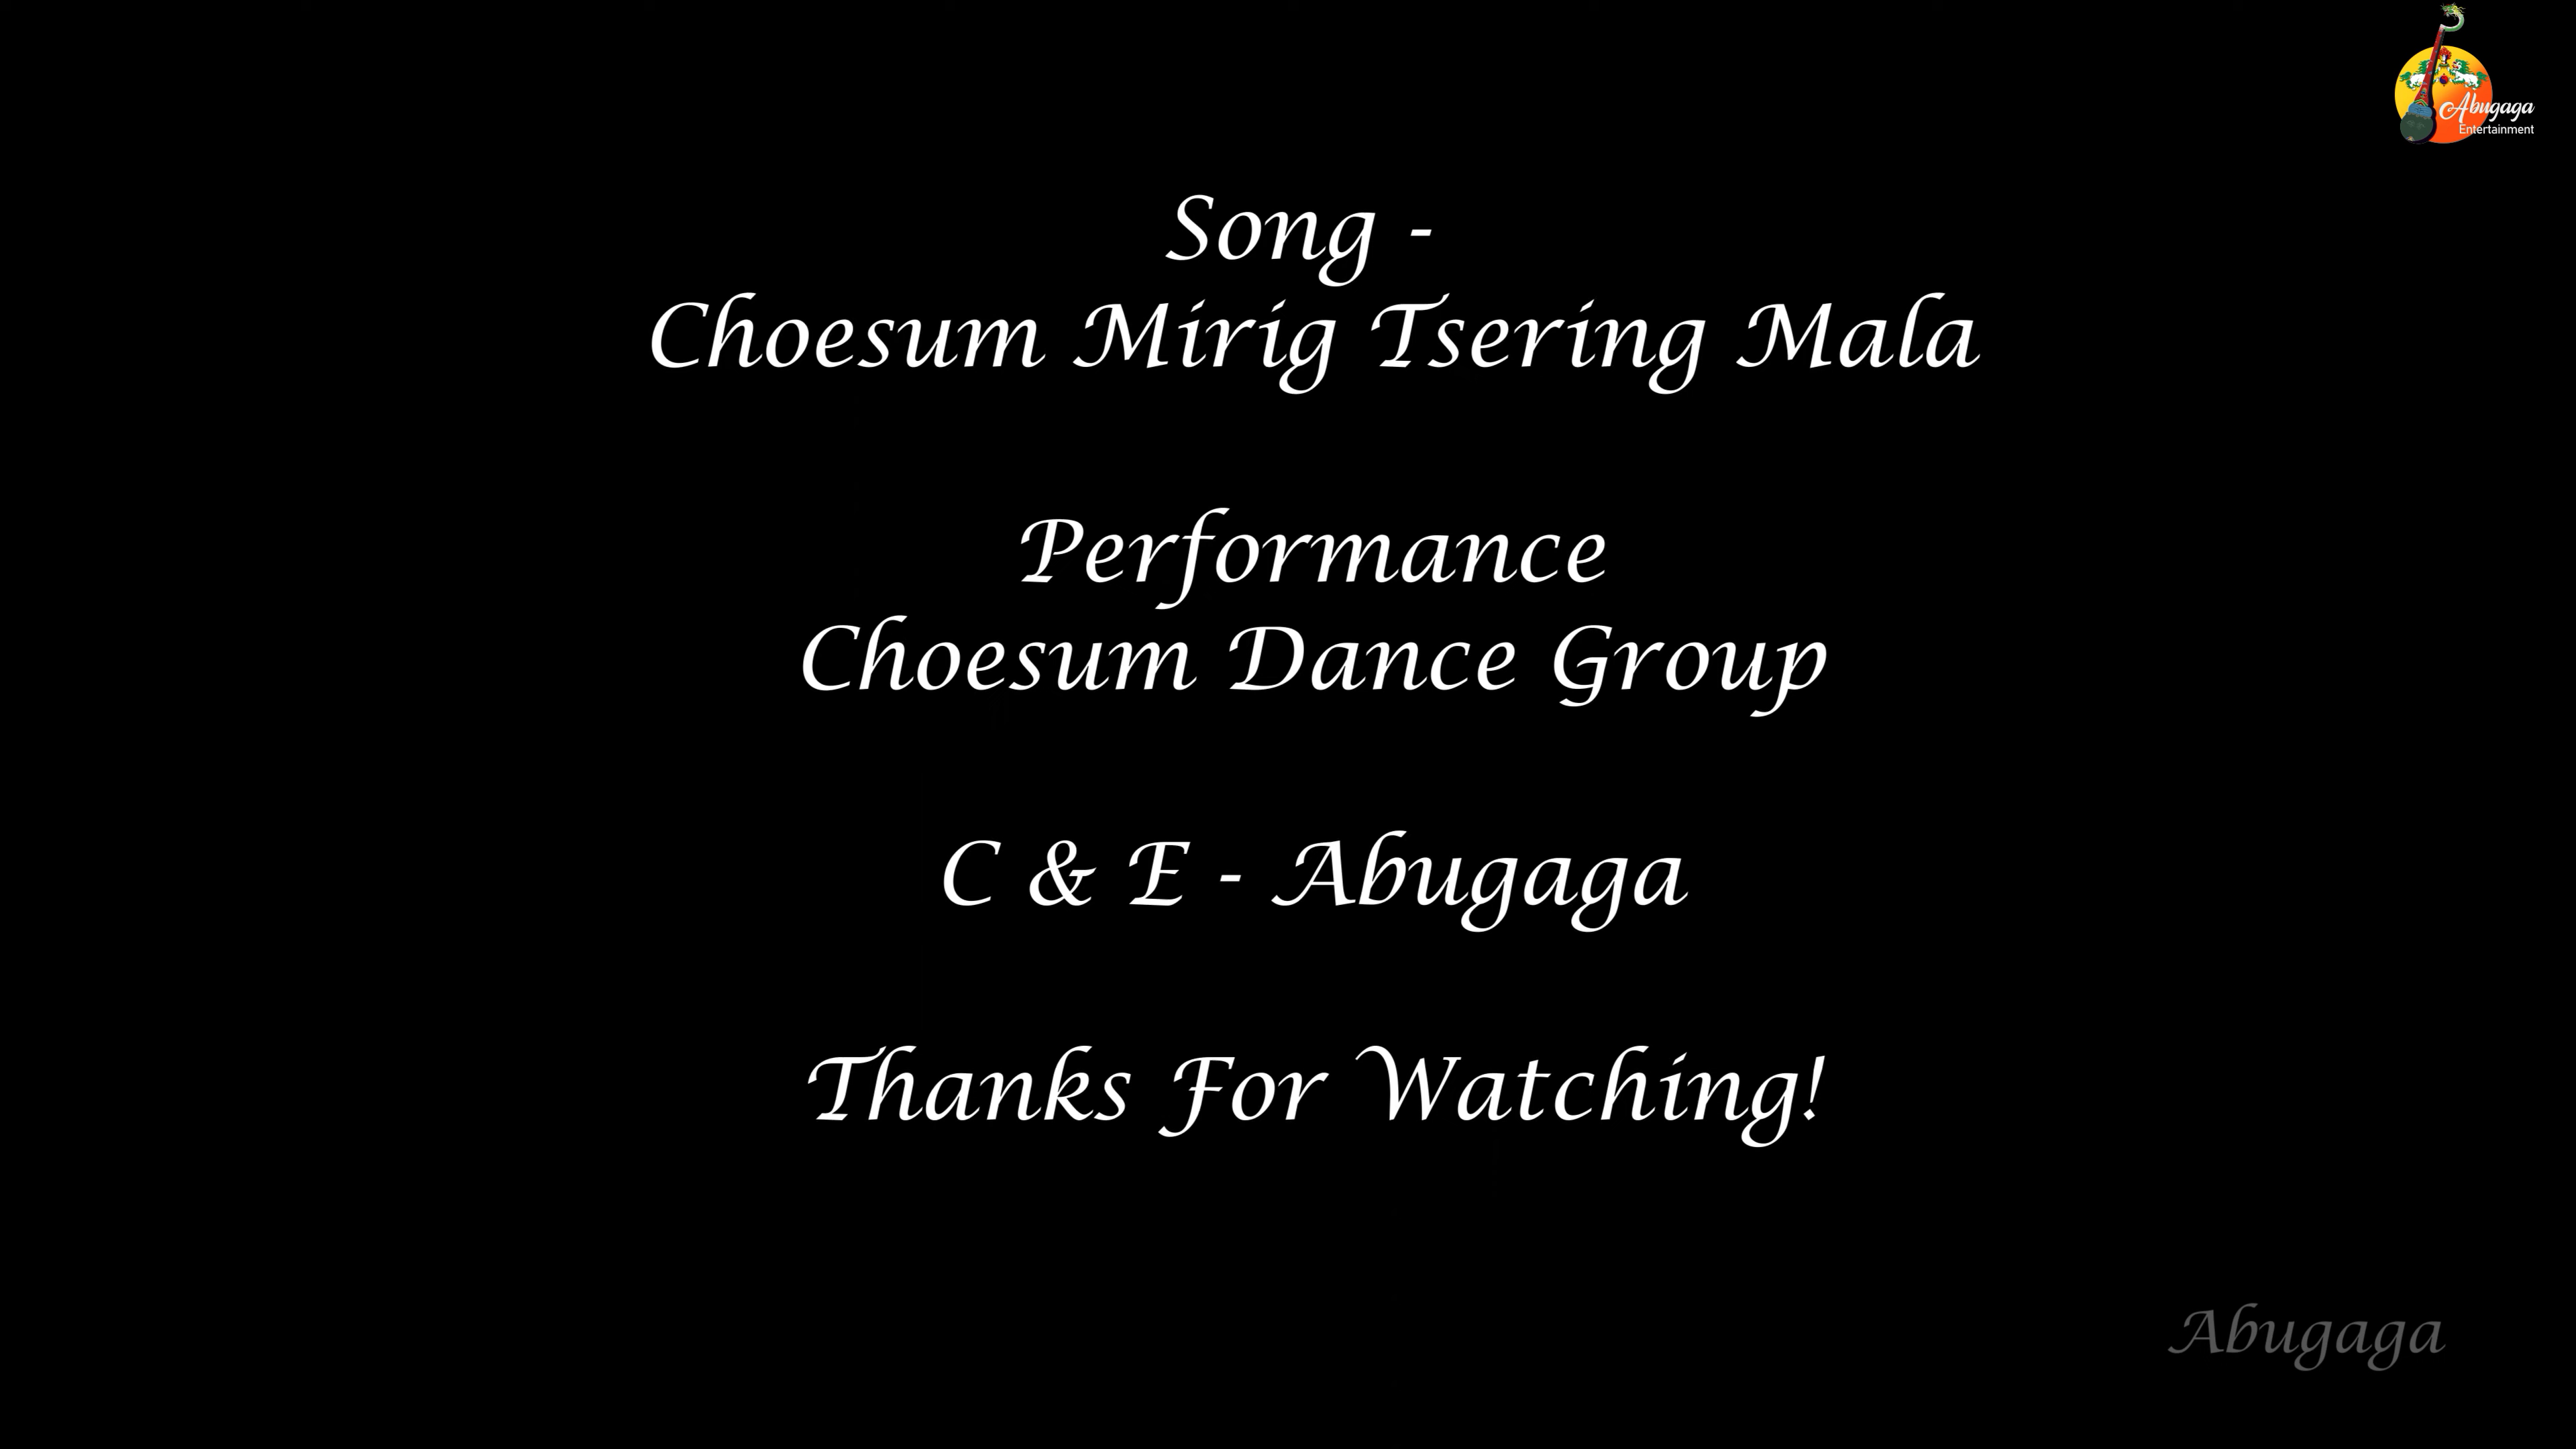 Abugaga
Entertainment
Song -
Choesum Mirig Tsering Mala
Performance
Choesum Dance Group
C & E - Abugaga
Thanks For Watching!
Abugaga